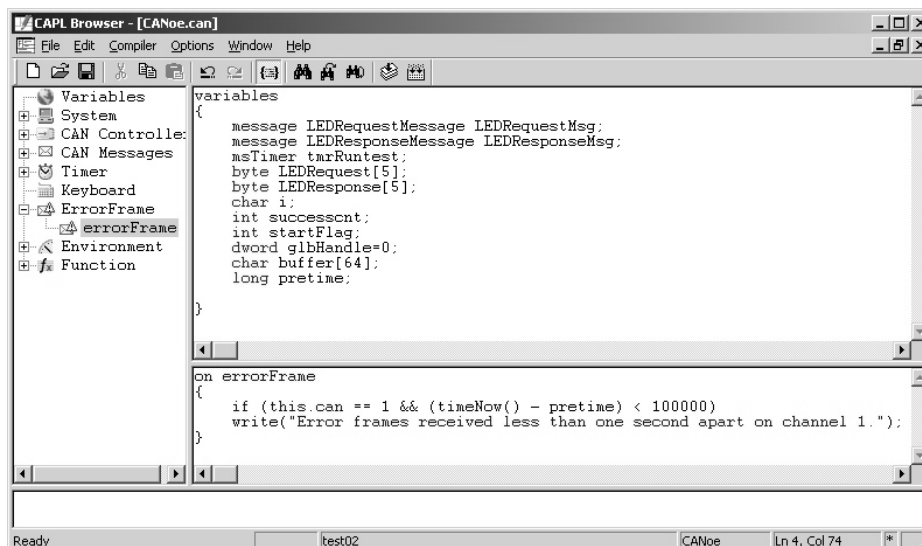 CAPL Browser - [CANoe.can]
File Edit Compiler Options Window Help
Variables
System
CAN Controlle
CAN Messages
Timer
Keyboard
ErrorFrame
errorFrame
Environment
Function
variables
{
message LEDRequestMessage LEDRequestMsg;
message LEDResponseMessage LEDResponseMsg;
msTimer tmrRuntest;
byte LEDRequest[5];
byte LEDResponse[5];
char i;
int successcnt;
int startFlag;
dword glbHandle=0;
char buffer[64];
long pretime;
}
on errorFrame
{
if (this.can == 1 && (timeNow() - pretime) < 100000)
write("Error frames received less than one second apart on channel 1.");
}
Ready test02 CANoe Ln 4, Col 74 *